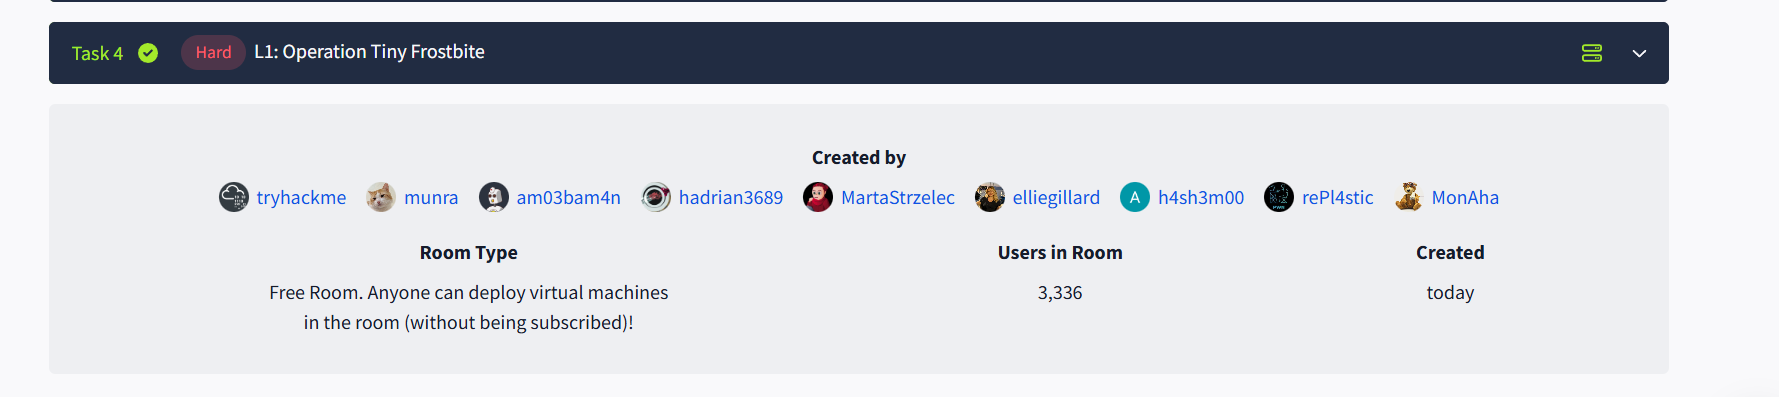 Task 4 Hard L1: Operation Tiny Frostbite
Created by
tryhackme munra am03bam4n hadrian3689 MartaStrzelec elliegillard A h4sh3m00 rePl4stic MonAha
Room Type Users in Room Created
Free Room. Anyone can deploy virtual machines 3,336 today
in the room (without being subscribed)!